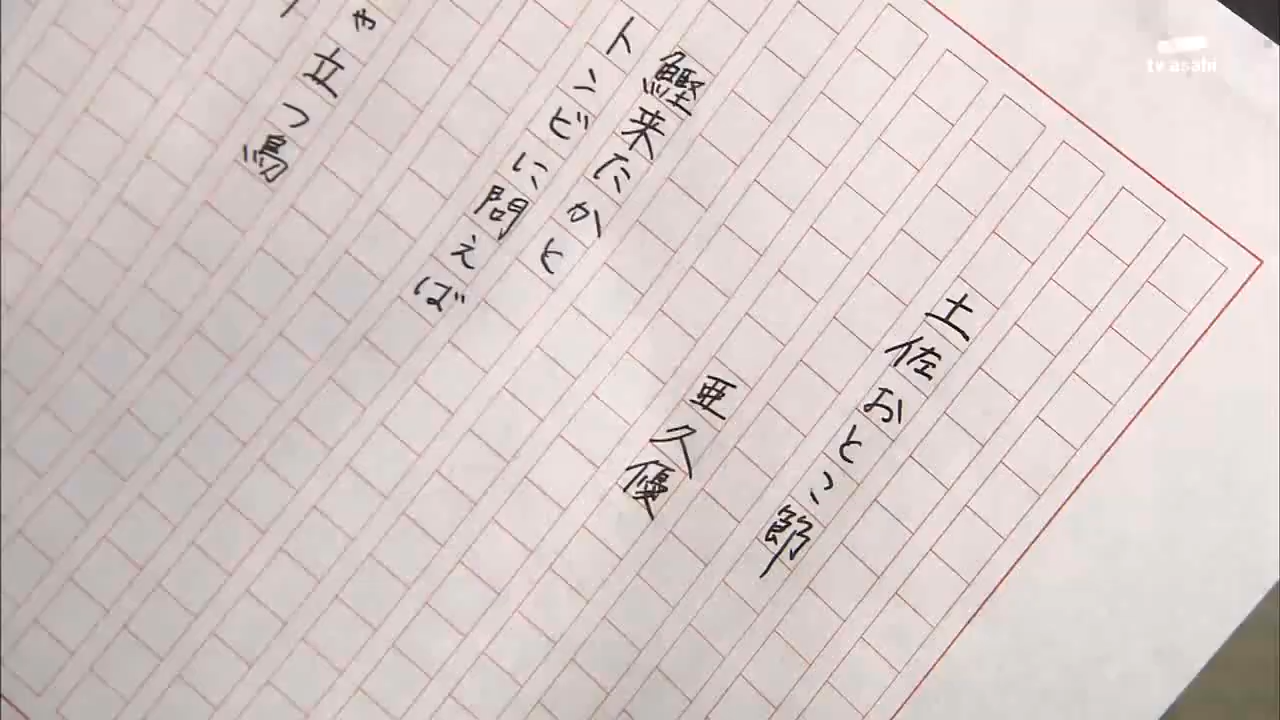 土佐おとこ節
亜久優
鰹来たかと
トンビに問えば
や立つ鳥
tv asahi